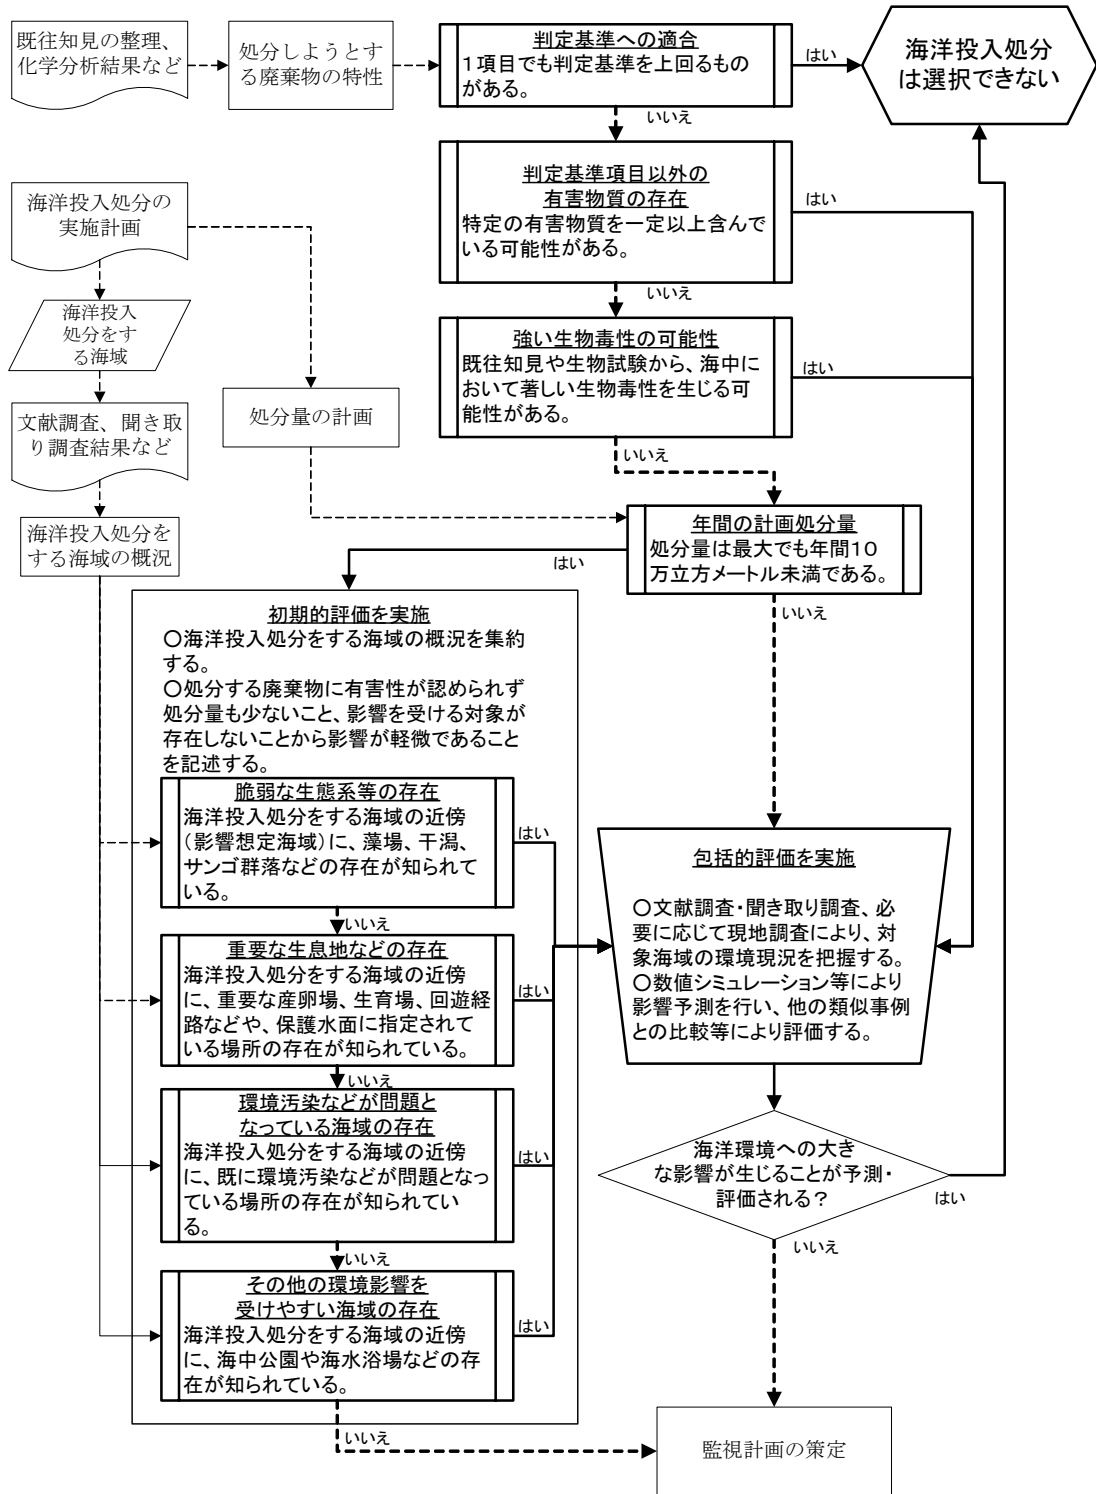 既往知見の整理、
化学分析結果など
処分しようとす
る廃棄物の特性
判定基準への適合
1項目でも判定基準を上回るもの
がある。
はい
海洋投入処分
は選択できない
いいえ
判定基準項目以外の
有害物質の存在
特定の有害物質を一定以上含んで
いる可能性がある。
はい
海洋投入処分の
実施計画
いいえ
海洋投入
処分をす
る海域
強い生物毒性の可能性
既往知見や生物試験から、海中に
おいて著しい生物毒性を生じる可
能性がある。
はい
処分量の計画
文献調査、聞き取
り調査結果など
いいえ
海洋投入処分を
する海域の概況
年間の計画処分量
処分量は最大でも年間10
万立方メートル未満である。
はい
いいえ
初期的評価を実施
○海洋投入処分をする海域の概況を集約
する。
○処分する廃棄物に有害性が認められず
処分量も少ないこと、影響を受ける対象が
存在しないことから影響が軽微であること
を記述する。
脆弱な生態系等の存在
海洋投入処分をする海域の近傍
(影響想定海域)に、藻場、干潟、
サンゴ群落などの存在が知られて
いる。
はい
いいえ
重要な生息地などの存在
海洋投入処分をする海域の近傍
に、重要な産卵場、生育場、回遊経
路などや、保護水面に指定されて
いる場所の存在が知られている。
はい
いいえ
環境汚染などが問題と
なっている海域の存在
海洋投入処分をする海域の近傍
に、既に環境汚染などが問題となっ
ている場所の存在が知られてい
る。
はい
いいえ
その他の環境影響を
受けやすい海域の存在
海洋投入処分をする海域の近傍
に、海中公園や海水浴場などの存
在が知られている。
はい
いいえ
包括的評価を実施
○文献調査・聞き取り調査、必
要に応じて現地調査により、対
象海域の環境現況を把握する。
○数値シミュレーション等により
影響予測を行い、他の類似事例
との比較等により評価する。
海洋環境への大き
な影響が生じることが予測・
評価される?
はい
いいえ
監視計画の策定